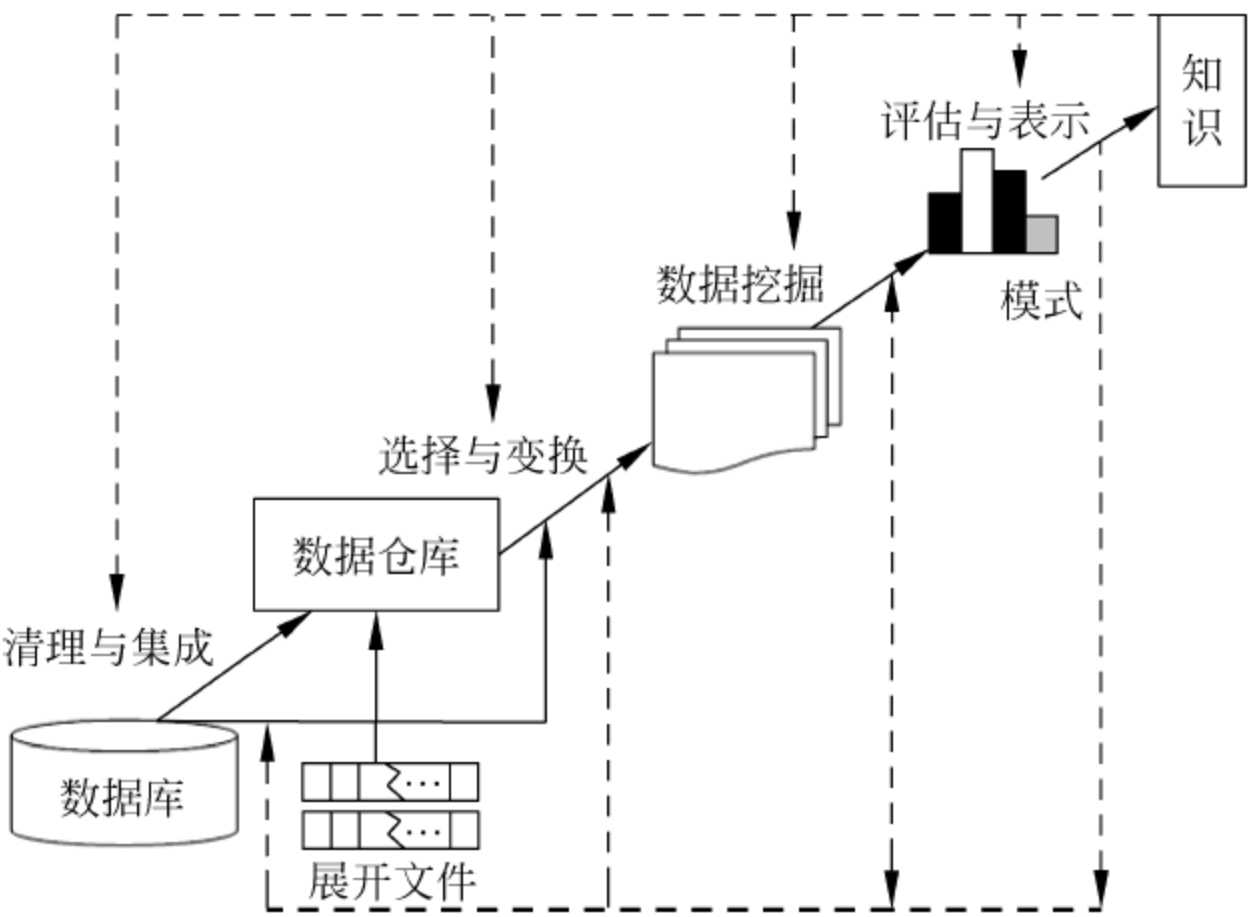 知
识
评估与表示
模式
数据挖掘
选择与变换
数据仓库
清理与集成
数据库
...
...
展开文件